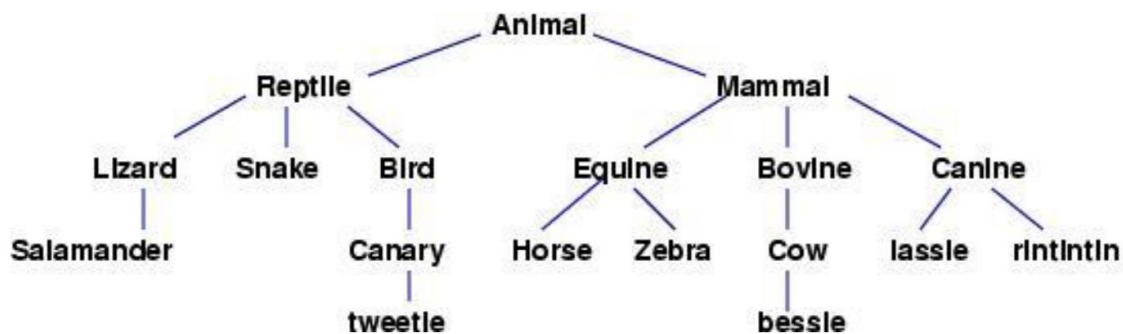 Animal
Reptile Mammal
Lizard Snake Bird Equine Bovine Canine
Salamander Canary Horse Zebra Cow lassie rintintin
tweetie bessie